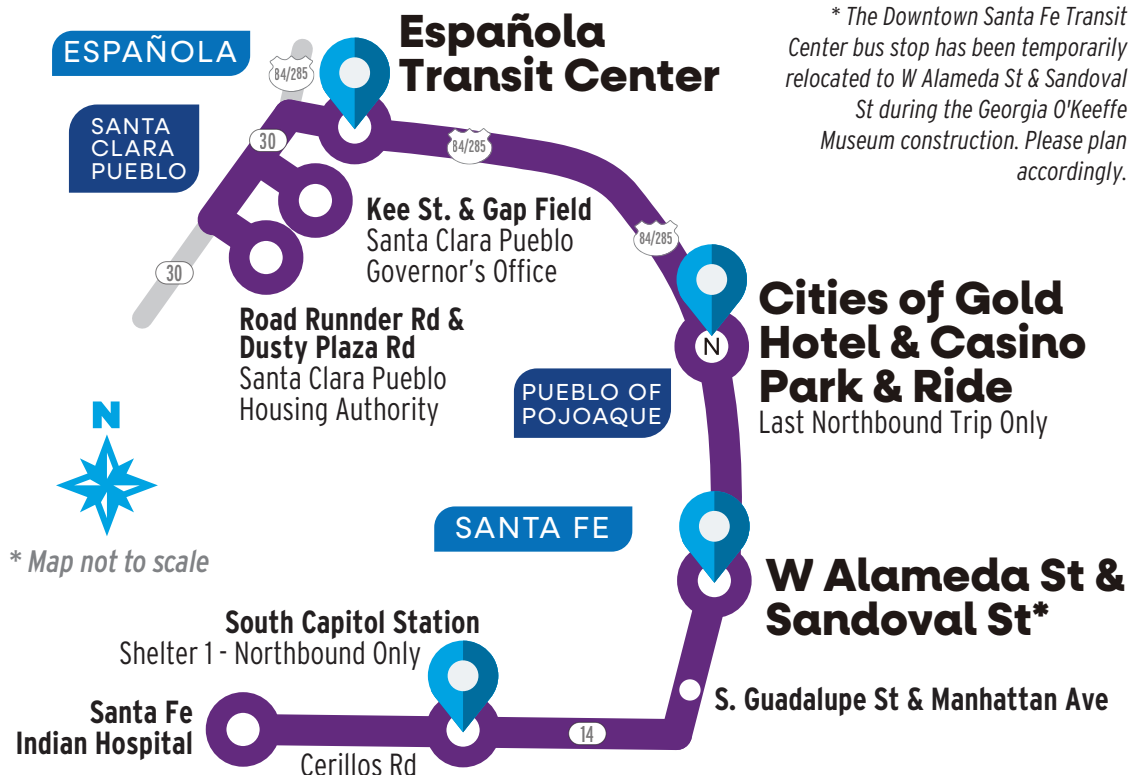 * The Downtown Santa Fe Transit
Center bus stop has been temporarily
relocated to W Alameda St & Sandoval
St during the Georgia O'Keeffe
Museum construction. Please plan
accordingly.
ESPAÑOLA
Española
Transit Center
84/285
SANTA
CLARA
PUEBLO
30
84/285
Kee St. & Gap Field
Santa Clara Pueblo
Governor's Office
84/285
30
Road Runnder Rd &
Dusty Plaza Rd
Santa Clara Pueblo
Housing Authority
Cities of Gold
Hotel & Casino
Park & Ride
Last Northbound Trip Only
N
PUEBLO OF
POJOAQUE
N
* Map not to scale
SANTA FE
W Alameda St &
Sandoval St*
South Capitol Station
Shelter 1 - Northbound Only
S. Guadalupe St & Manhattan Ave
Santa Fe
Indian Hospital
14
Cerillos Rd